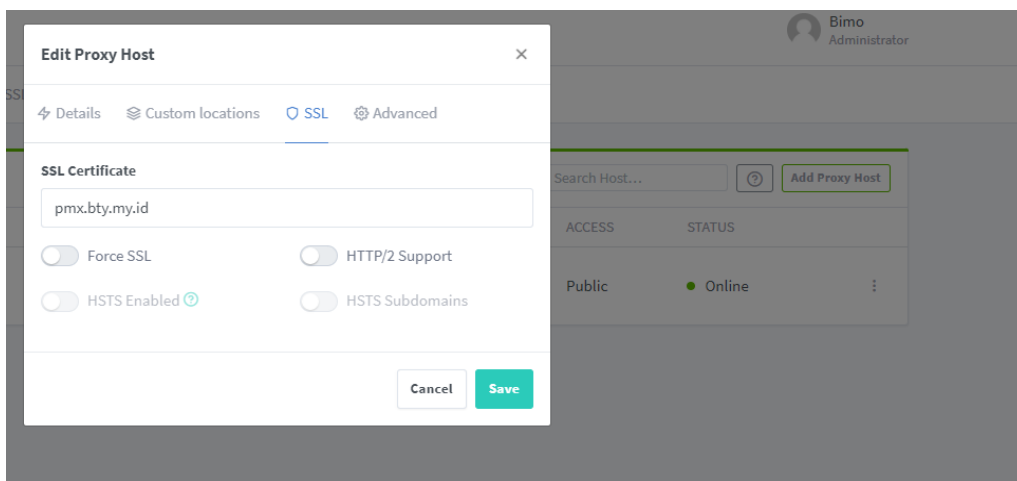 Bimo
Administrator
Edit Proxy Host
SSL
Details Custom locations SSL Advanced
SSL Certificate
pmx.bty.my.id
Search Host...
Add Proxy Host
ACCESS STATUS
Force SSL HTTP/2 Support
Public Online
HSTS Enabled HSTS Subdomains
Cancel Save